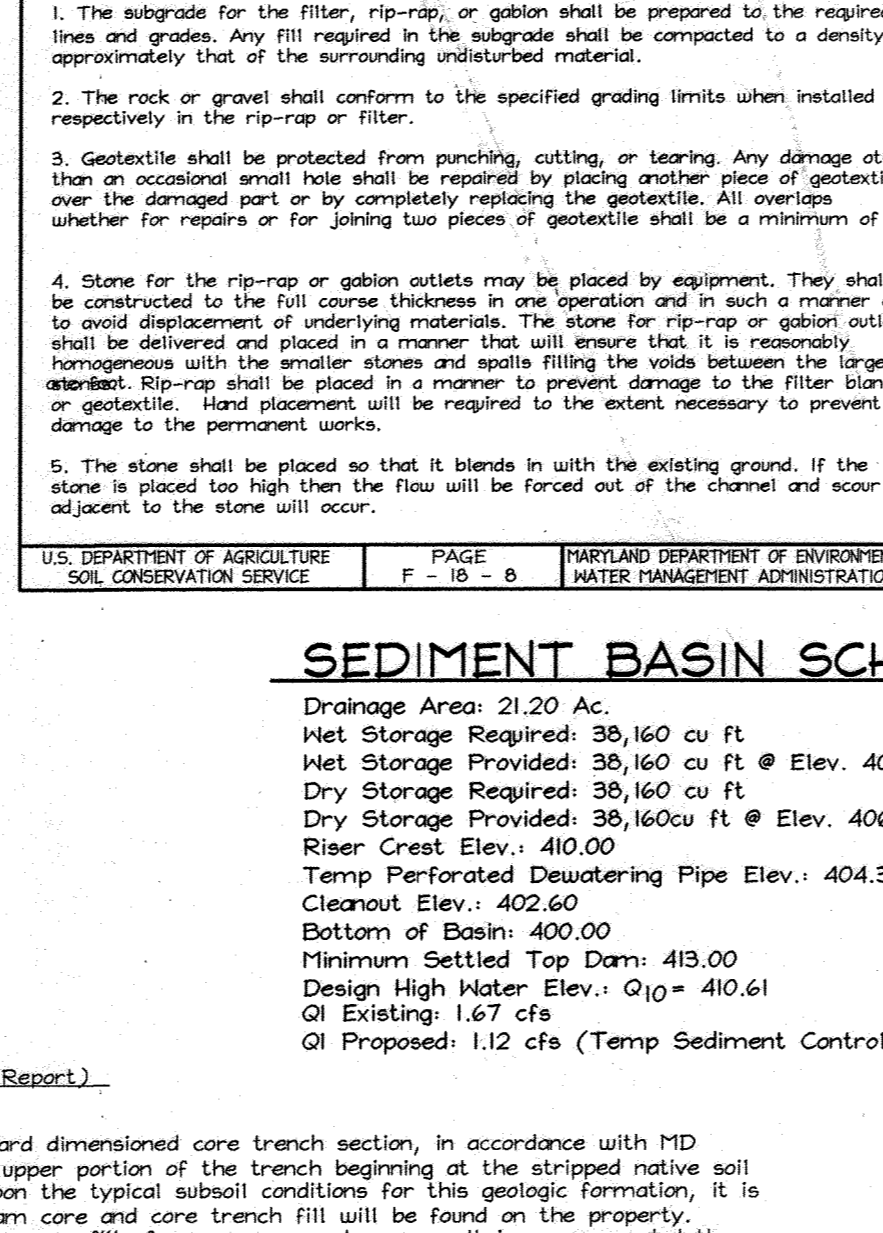 1. The subgrade for the filter, rip-rap, or gabion shall be prepared to the required
lines and grades. Any fill required in the subgrade shall be compacted to a density
approximately that of the surrounding undisturbed material.
2. The rock or gravel shall conform to the specified grading limits when installed
respectively in the rip-rap or filter.
3. Geotextile shall be protected from punching, cutting, or tearing. Any damage ot
than an occasional small hole shall be repaired by placing another piece of geotexti
over the damaged part or by completely replacing the geotextile. All overlaps
whether for repairs or for joining two pieces of geotextile shall be a minimum of
4. Stone for the rip-rap or gabion outlets may be placed by equipment. They shal
be constructed to the full course thickness in one operation and in such a manner
to avoid displacement of underlying materials. The stone for rip-rap or gabion outl
shall be delivered and placed in a manner that will ensure that it is reasonably
homogeneous with the smaller stones and spalls filling the voids between the large
Rip-rap shall be placed in a manner to prevent damage to the filter blan
or geotextile. Hand placement will be required to the extent necessary to prevent
damage to the permanent works.
5. The stone shall be placed so that it blends in with the existing ground. If the
stone is placed too high then the flow will be forced out of the channel and scour
adjacent to the stone will occur.
U.S. DEPARTMENT OF AGRICULTURE PAGE MARYLAND DEPARTMENT OF ENVIRONME
SOIL CONSERVATION SERVICE F - 18 - 8 WATER MANAGEMENT ADMINISTRATIO
SEDIMENT BASIN SCH
Drainage Area: 21.20 Ac.
Wet Storage Required: 38,160 cu ft
Wet Storage Provided: 38,160 cu ft @ Elev. 40
Dry Storage Required: 38,160 cu ft
Dry Storage Provided: 38,160cu ft @ Elev. 406
Riser Crest Elev.: 410.00
Temp Perforated Dewatering Pipe Elev.: 404.3
Cleanout Elev.: 402.60
Bottom of Basin: 400.00
Minimum Settled Top Dam: 413.00
Design High Water Elev.: Q10= 410.61
Q1 Existing: 1.67 cfs
Q1 Proposed: 1.12 cfs (Temp Sediment Control
Report)
ard dimensioned core trench section, in accordance with MD
upper portion of the trench beginning at the stripped native soil
on the typical subsoil conditions for this geologic formation, it is
am core and core trench fill will be found on the property.